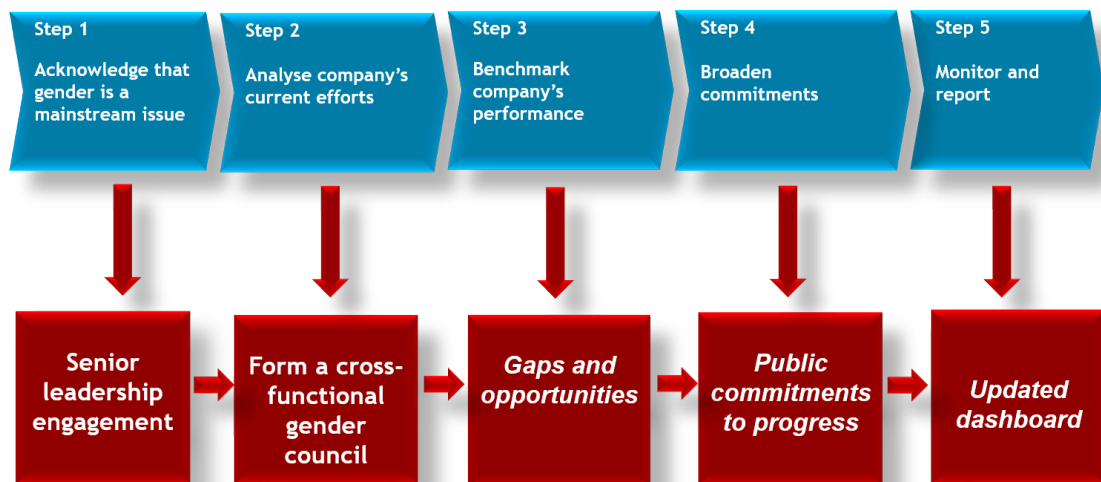 Step 1
Acknowledge that
gender is a
mainstream issue
Step 2
Analyse company's
current efforts
Step 3
Benchmark
company's
performance
Step 4
Broaden
commitments
Step 5
Monitor and
report
Senior
leadership
engagement
Form a cross-
functional
gender
council
Gaps and
opportunities
Public
commitments
to progress
Updated
dashboard